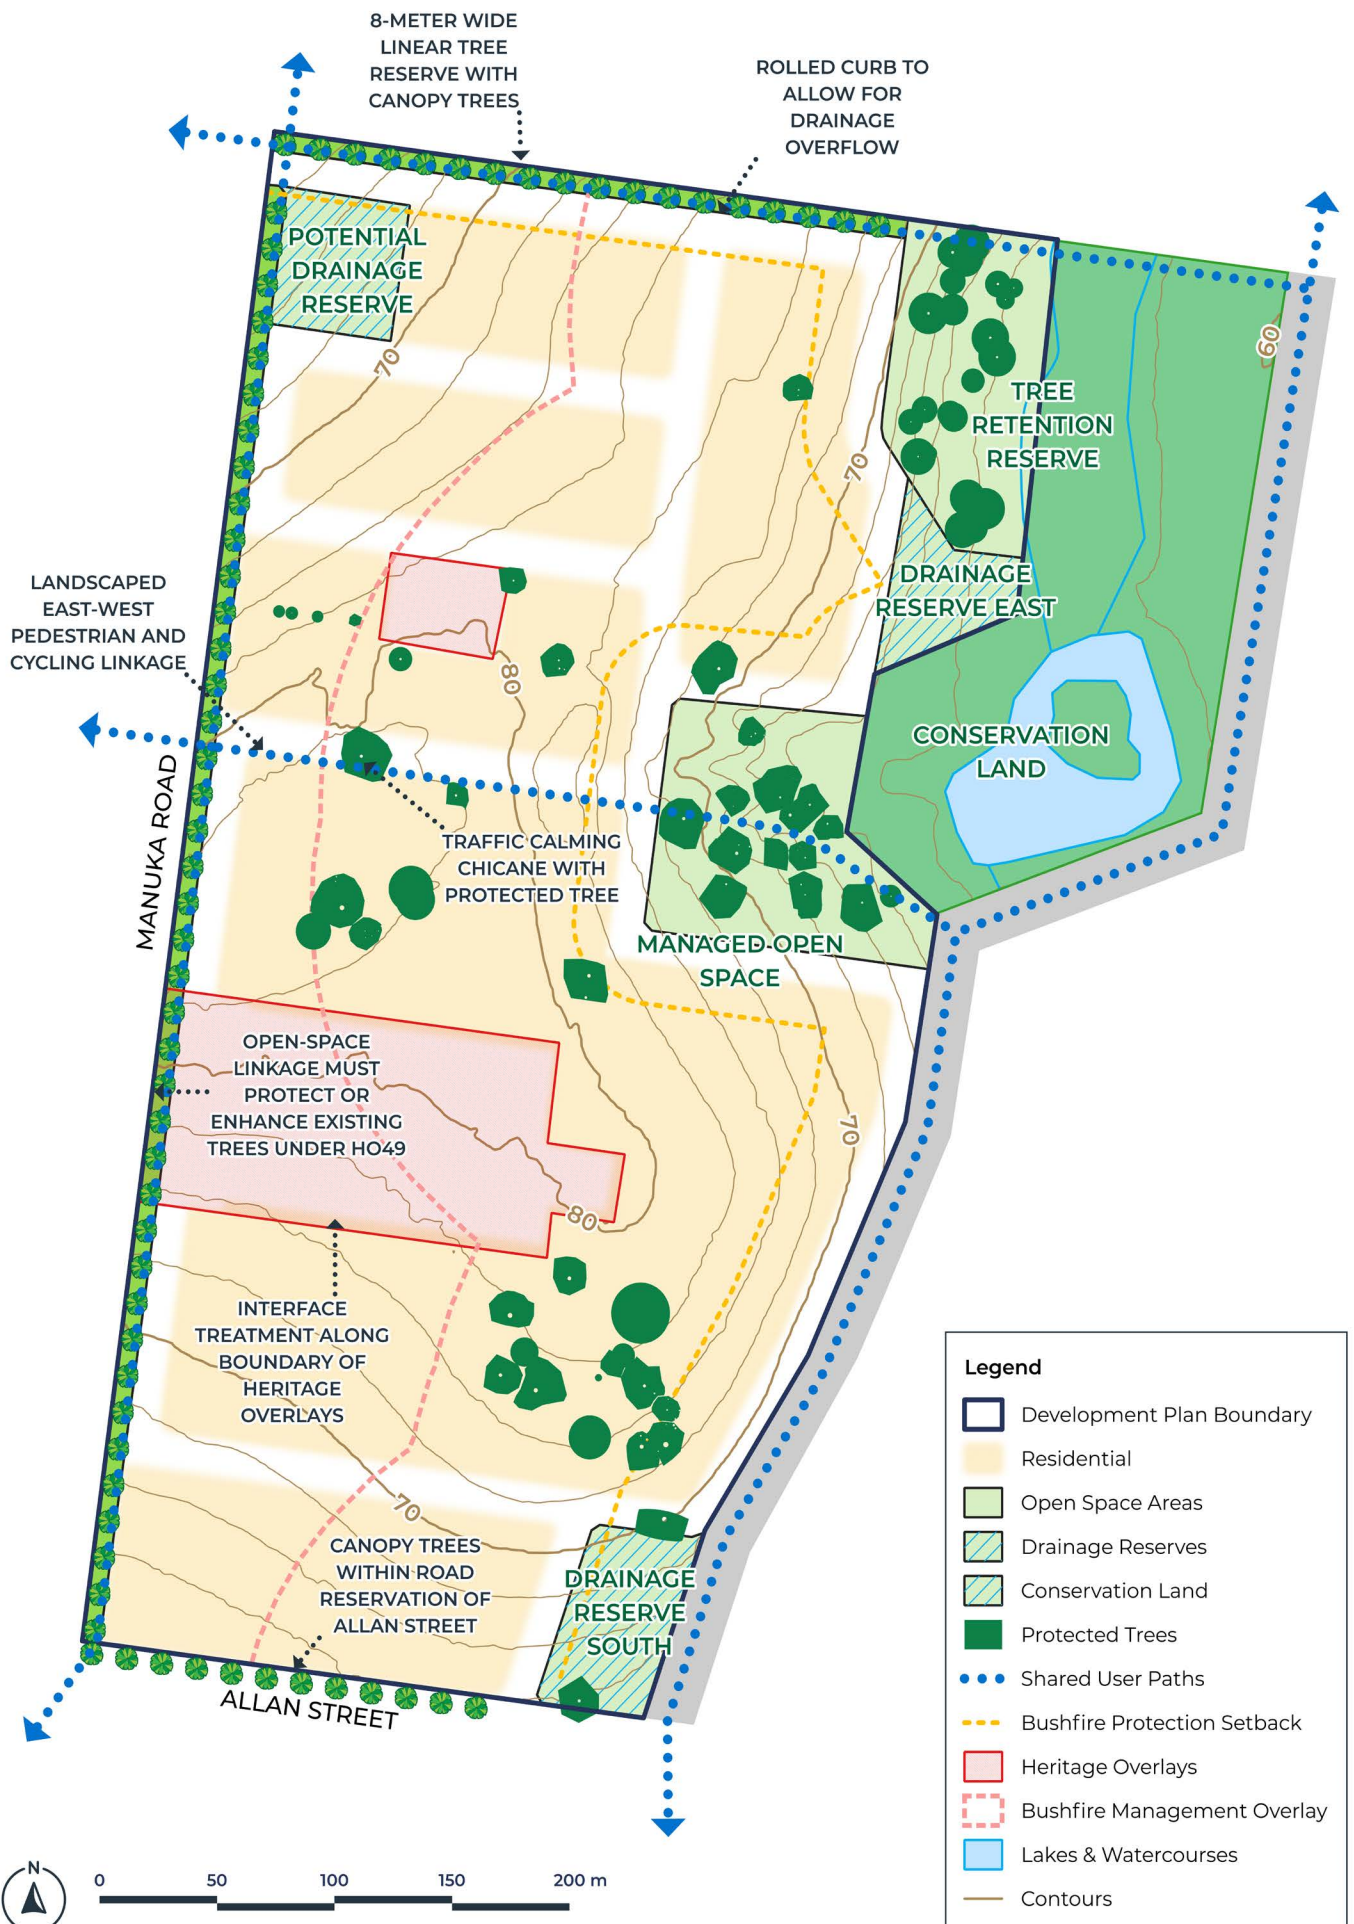 8-METER WIDE
LINEAR TREE
RESERVE WITH
CANOPY TREES
ROLLED CURB TO
ALLOW FOR
DRAINAGE
OVERFLOW
POTENTIAL
DRAINAGE
RESERVE
70
60
TREE
RETENTION
RESERVE
70
LANDSCAPED
EAST-WEST
PEDESTRIAN AND
CYCLING LINKAGE
DRAINAGE
RESERVE EAST
80
CONSERVATION
LAND
MANUKA ROAD
TRAFFIC CALMING
CHICANE WITH
PROTECTED TREE
MANAGED OPEN
SPACE
OPEN-SPACE
LINKAGE MUST
PROTECT OR
ENHANCE EXISTING
TREES UNDER HO49
70
80
INTERFACE
TREATMENT ALONG
BOUNDARY OF
HERITAGE
OVERLAYS
70
CANOPY TREES
WITHIN ROAD
RESERVATION OF
ALLAN STREET
DRAINAGE
RESERVE
SOUTH
ALLAN STREET
Legend
Development Plan Boundary
Residential
Open Space Areas
Drainage Reserves
Conservation Land
Protected Trees
Shared User Paths
Bushfire Protection Setback
Heritage Overlays
Bushfire Management Overlay
Lakes & Watercourses
Contours
N
0 50 100 150 200 m